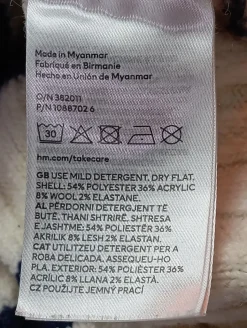 Made in Myanmar
Fabriqué en Birmanie
Hecho en Unión de Myanmar
O/N 382011
P/N 1088702 6
30
hm.com/takecare
GB USE MILD DETERGENT. DRY FLAT.
SHELL: 54% POLYESTER 36% ACRYLIC
8% WOOL 2% ELASTANE.
AL PËRDORNI DETERGJENT TË
BUTË, THANI SHTRIRË. SHTRESA
E JASHTME: 54% POLIESTËR 36%
AKRILIK 8% LESH 2% ELASTAN.
CAT UTILITZEU DETERGENT PER A
ROBA DELICADA. ASSEQUEU-HO
PLA. EXTERIOR: 54% POLIÈSTER 36%
ACRÍLIC 8% LLANA 2% ELASTÀ
CZ POUŽIJTE JEMNÝ PRACÍ